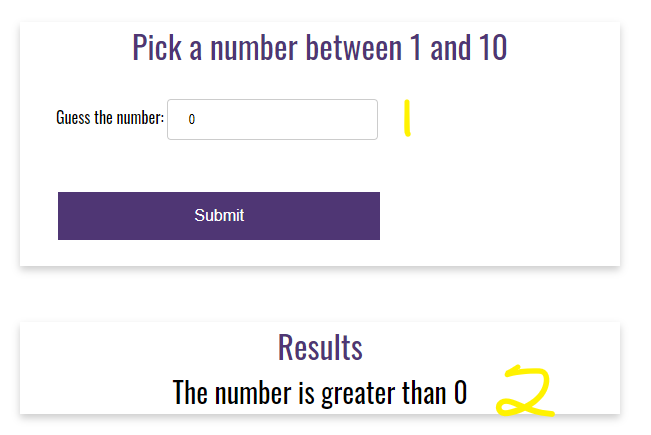 Pick a number between 1 and 10
Guess the number: 0 1
Submit
Results
The number is greater than 0 2